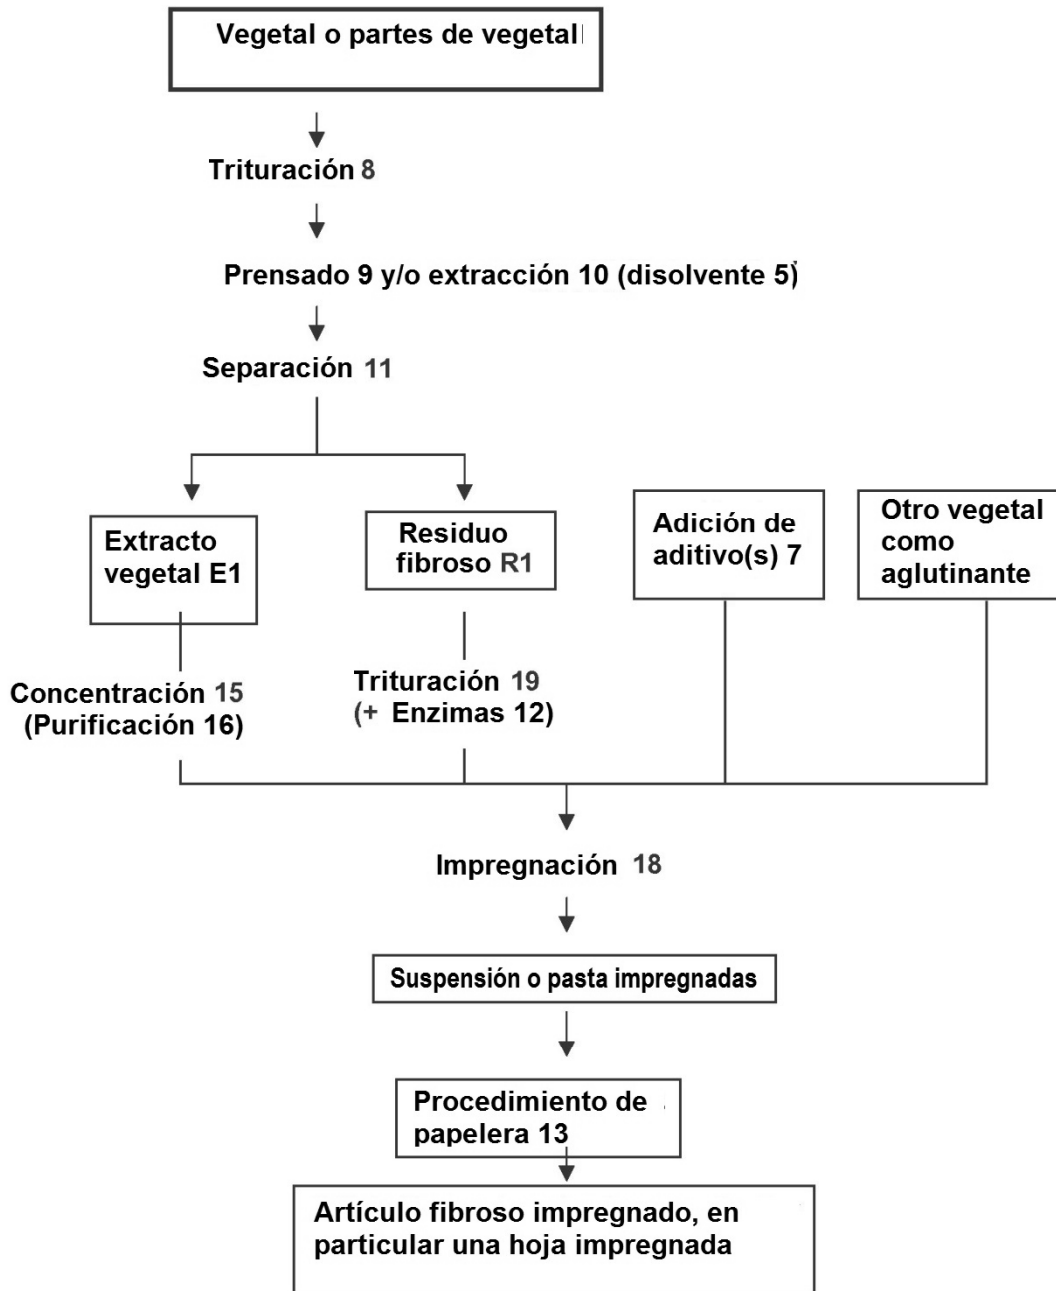 Vegetal o partes de vegetal
Trituración 8
Prensado 9 y/o extracción 10 (disolvente 5)
Separación 11
Extracto
vegetal E1
Residuo
fibroso R1
Adición de
aditivo(s) 7
Otro vegetal
como
aglutinante
Concentración 15
(Purificación 16)
Trituración 19
(+ Enzimas 12)
Impregnación 18
Suspensión o pasta impregnadas
Procedimiento de
papelera 13
Artículo fibroso impregnado, en
particular una hoja impregnada